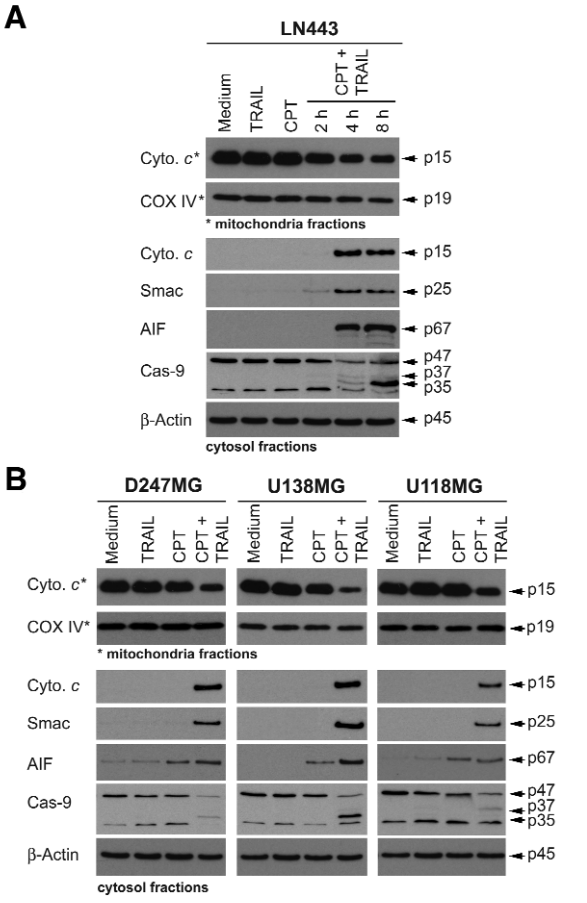 A
LN443
Medium
TRAIL
CPT
CPT +
TRAIL
2 h
4 h
8 h
Cyto. c*
p15
COX IV*
p19
* mitochondria fractions
Cyto. c
p15
Smac
p25
AIF
p67
Cas-9
p47
p37
p35
β-Actin
p45
cytosol fractions
B
D247MG
U138MG
U118MG
Medium
TRAIL
CPT
CPT +
TRAIL
Medium
TRAIL
CPT
CPT +
TRAIL
Medium
TRAIL
CPT
CPT +
TRAIL
Cyto. c*
p15
COX IV*
p19
* mitochondria fractions
Cyto. c
p15
Smac
p25
AIF
p67
Cas-9
p47
p37
p35
β-Actin
p45
cytosol fractions